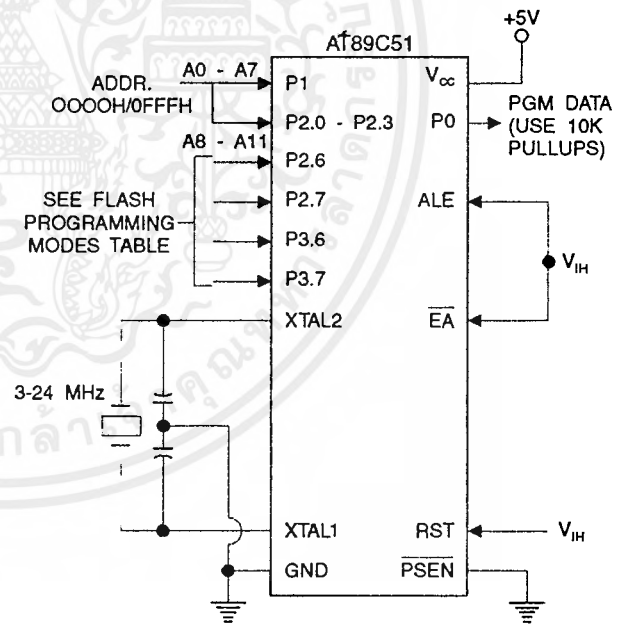 +5V
AT89C51
ADDR.
OOOOH/0FFFH
A0 - A7
P1
VCC
P2.0 - P2.3
P0
PGM DATA
(USE 10K
PULLUPS)
A8 - A11
P2.6
SEE FLASH
PROGRAMMING
MODES TABLE
P2.7
ALE
P3.6
VIH
P3.7
XTAL2
EA
3-24 MHz
XTAL1
RST
VIH
GND
PSEN